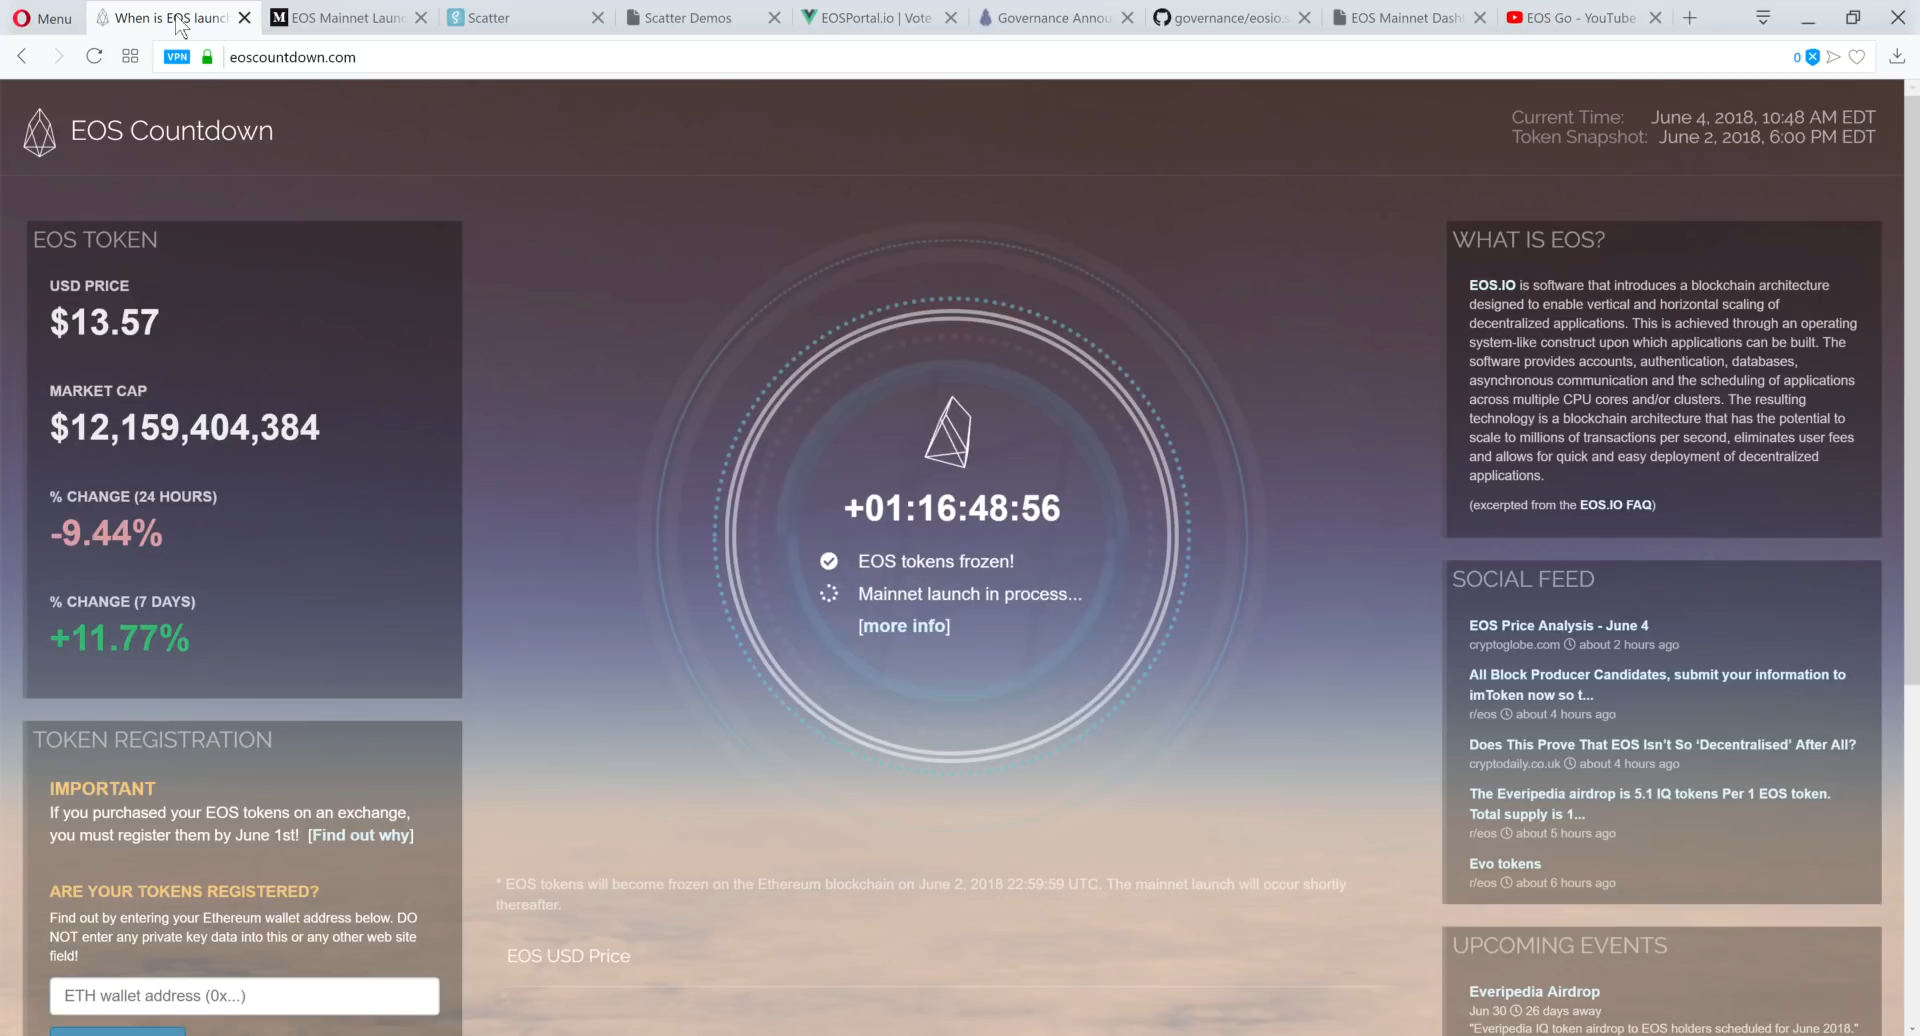 Menu
When is EOS launc
EOS Mainnet Launc
Scatter
Scatter Demos
EOSPortal.io | Vote
Governance Annou
governance/eosio.s
EOS Mainnet Dash
EOS Go - YouTube
VPN
eoscountdown.com
0
EOS Countdown
Current Time: June 4, 2018, 10:48 AM EDT
Token Snapshot: June 2, 2018, 6:00 PM EDT
EOS TOKEN
USD PRICE
$13.57
MARKET CAP
$12,159,404,384
% CHANGE (24 HOURS)
-9.44%
% CHANGE (7 DAYS)
+11.77%
TOKEN REGISTRATION
IMPORTANT
If you purchased your EOS tokens on an exchange,
you must register them by June 1st! [Find out why]
ARE YOUR TOKENS REGISTERED?
Find out by entering your Ethereum wallet address below. DO
NOT enter any private key data into this or any other web site
field!
ETH wallet address (0x...)
+01:16:48:56
EOS tokens frozen!
Mainnet launch in process...
[more info]
* EOS tokens will become frozen on the Ethereum blockchain on June 2, 2018 22:59:59 UTC. The mainnet launch will occur shortly
thereafter.
EOS USD Price
WHAT IS EOS?
EOS.IO is software that introduces a blockchain architecture
designed to enable vertical and horizontal scaling of
decentralized applications. This is achieved through an operating
system-like construct upon which applications can be built. The
software provides accounts, authentication, databases,
asynchronous communication and the scheduling of applications
across multiple CPU cores and/or clusters. The resulting
technology is a blockchain architecture that has the potential to
scale to millions of transactions per second, eliminates user fees
and allows for quick and easy deployment of decentralized
applications.
(excerpted from the EOS.IO FAQ)
SOCIAL FEED
EOS Price Analysis - June 4
cryptoglobe.com about 2 hours ago
All Block Producer Candidates, submit your information to
imToken now so t...
r/eos about 4 hours ago
Does This Prove That EOS Isn't So ‘Decentralised’ After All?
cryptodaily.co.uk about 4 hours ago
The Everipedia airdrop is 5.1 IQ tokens Per 1 EOS token.
Total supply is 1...
r/eos about 5 hours ago
Evo tokens
r/eos about 6 hours ago
UPCOMING EVENTS
Everipedia Airdrop
Jun 30 26 days away
"Everipedia IQ token airdrop to EOS holders scheduled for June 2018."